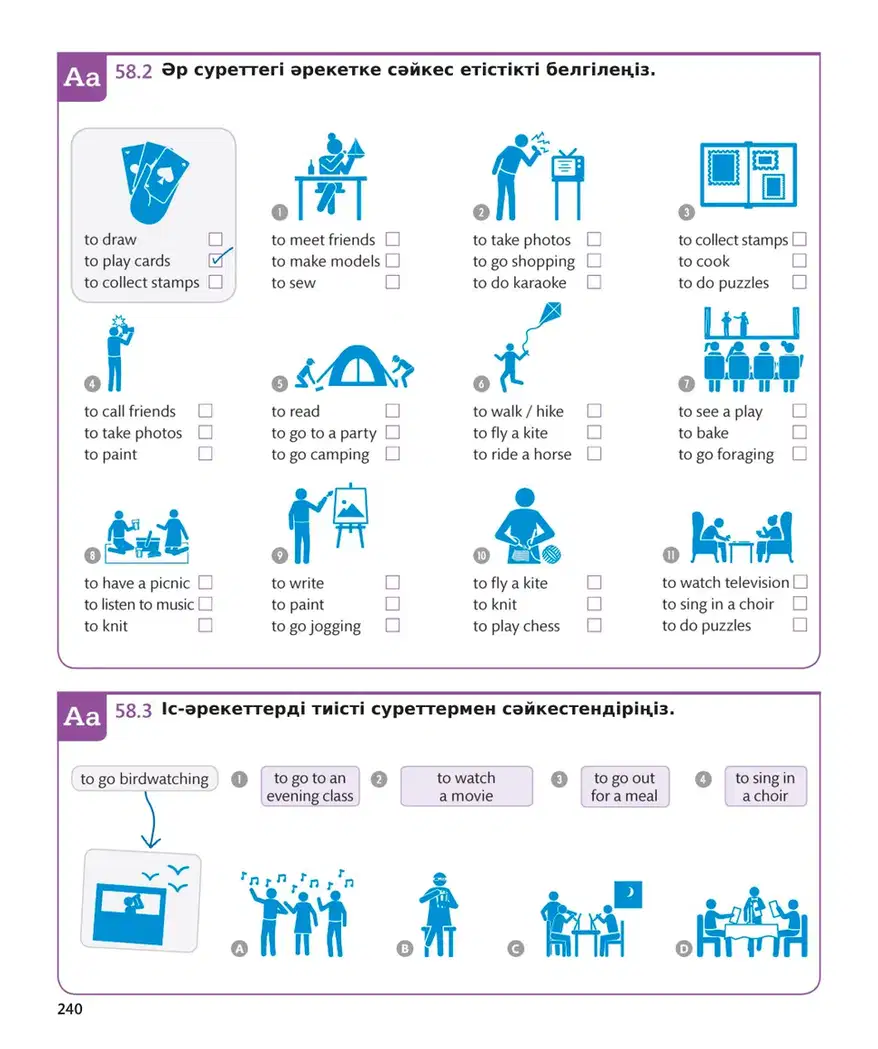 Aa 58.2 Әр суреттегі әрекетке сәйкес етістікті белгілеңіз.
to draw
to play cards
to collect stamps
1
to meet friends
to make models
to sew
2
to take photos
to go shopping
to do karaoke
3
to collect stamps
to cook
to do puzzles
4
to call friends
to take photos
to paint
5
to read
to go to a party
to go camping
6
to walk / hike
to fly a kite
to ride a horse
7
to see a play
to bake
to go foraging
8
to have a picnic
to listen to music
to knit
9
to write
to paint
to go jogging
10
to fly a kite
to knit
to play chess
11
to watch television
to sing in a choir
to do puzzles
Aa 58.3 Іс-әрекеттерді тиісті суреттермен сәйкестендіріңіз.
to go birdwatching
1
to go to an
evening class
2
to watch
a movie
3
to go out
for a meal
4
to sing in
a choir
A
B
C
D
240